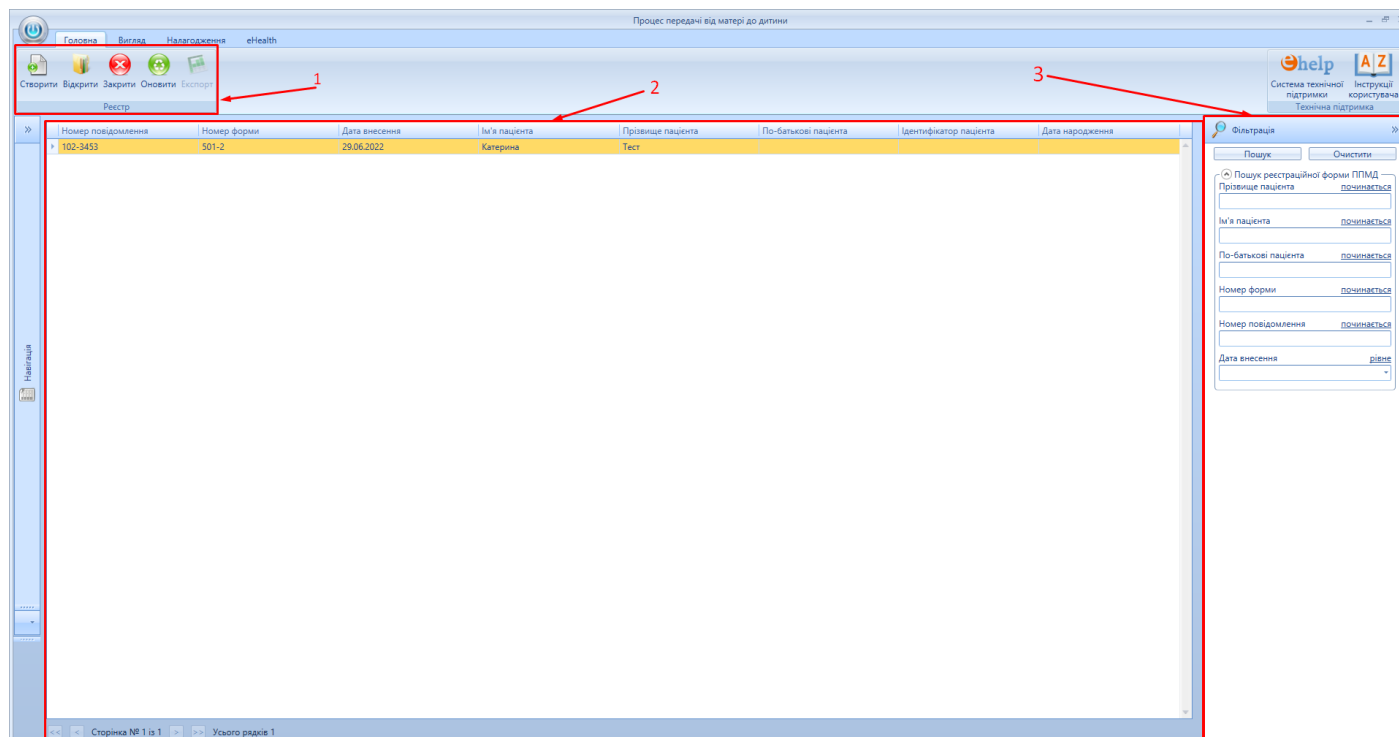 Процес передачі від матері до дитини
Головна Вигляд Налагодження eHealth
Створити Відкрити Закрити Оновити Експорт
Реєстр
1
2
3
ehelp
A Z
Система технічної підтримки
Інструкції користувача
Технічна підтримка
Номер повідомлення Номер форми Дата внесення Ім'я пацієнта Прізвище пацієнта По-батькові пацієнта Ідентифікатор пацієнта Дата народження
102-3453 501-2 29.06.2022 Катерина Тест
Навігація
Фільтрація
Пошук Очистити
Пошук реєстраційної форми ППМД
Прізвище пацієнта починається
Ім'я пацієнта починається
По-батькові пацієнта починається
Номер форми починається
Номер повідомлення починається
Дата внесення рівне
<< < Сторінка № 1 із 1 > >> Усього рядків 1